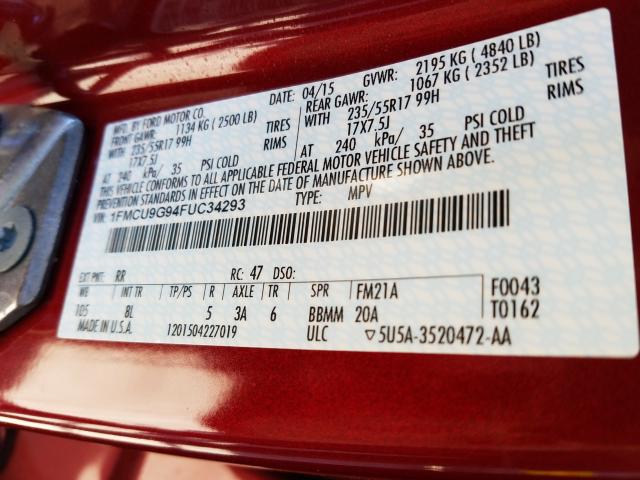 MFD. BY FORD MOTOR CO.
DATE: 04/15 GVWR: 2195 KG ( 4840 LB)
FRONT GAWR: 1134 KG ( 2500 LB) REAR GAWR: 1067 KG ( 2352 LB)
WITH 235/55R17 99H TIRES WITH 235/55R17 99H TIRES
17X7.5J RIMS 17X7.5J RIMS
AT 240 kPa/ 35 PSI COLD AT 240 kPa/ 35 PSI COLD
THIS VEHICLE CONFORMS TO ALL APPLICABLE FEDERAL MOTOR VEHICLE SAFETY AND THEFT
PREVENTION STANDARDS IN EFFECT ON THE DATE OF MANUFACTURE SHOWN ABOVE.
VIN: 1FMCU9G94FUC34293 TYPE: MPV
EXT PNT: RR RC: 47 DSO:
WB INT TR TP/PS R AXLE TR SPR FM21A F0043
105 8L 5 3A 6 BBMM 20A T0162
MADE IN U.S.A. 1201504227019 ULC ▽5U5A-3520472-AA